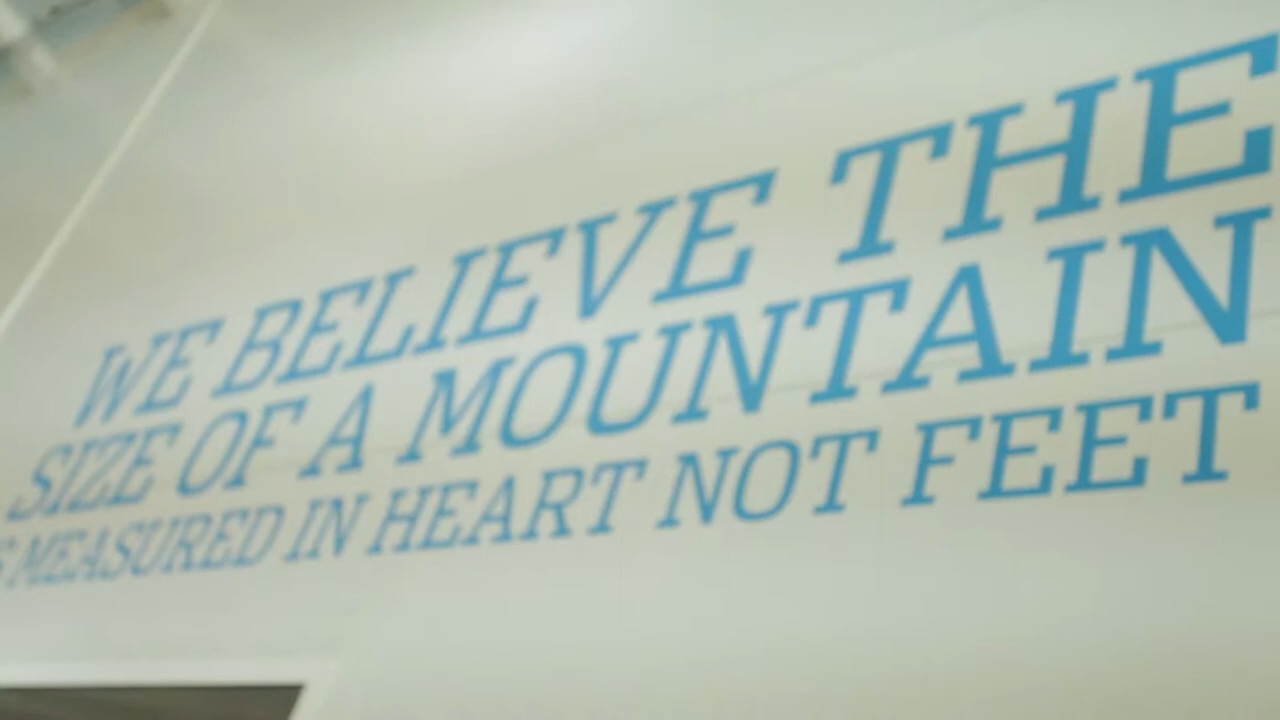 WE BELIEVE THE
SIZE OF A MOUNTAIN
S MEASURED IN HEART NOT FEET